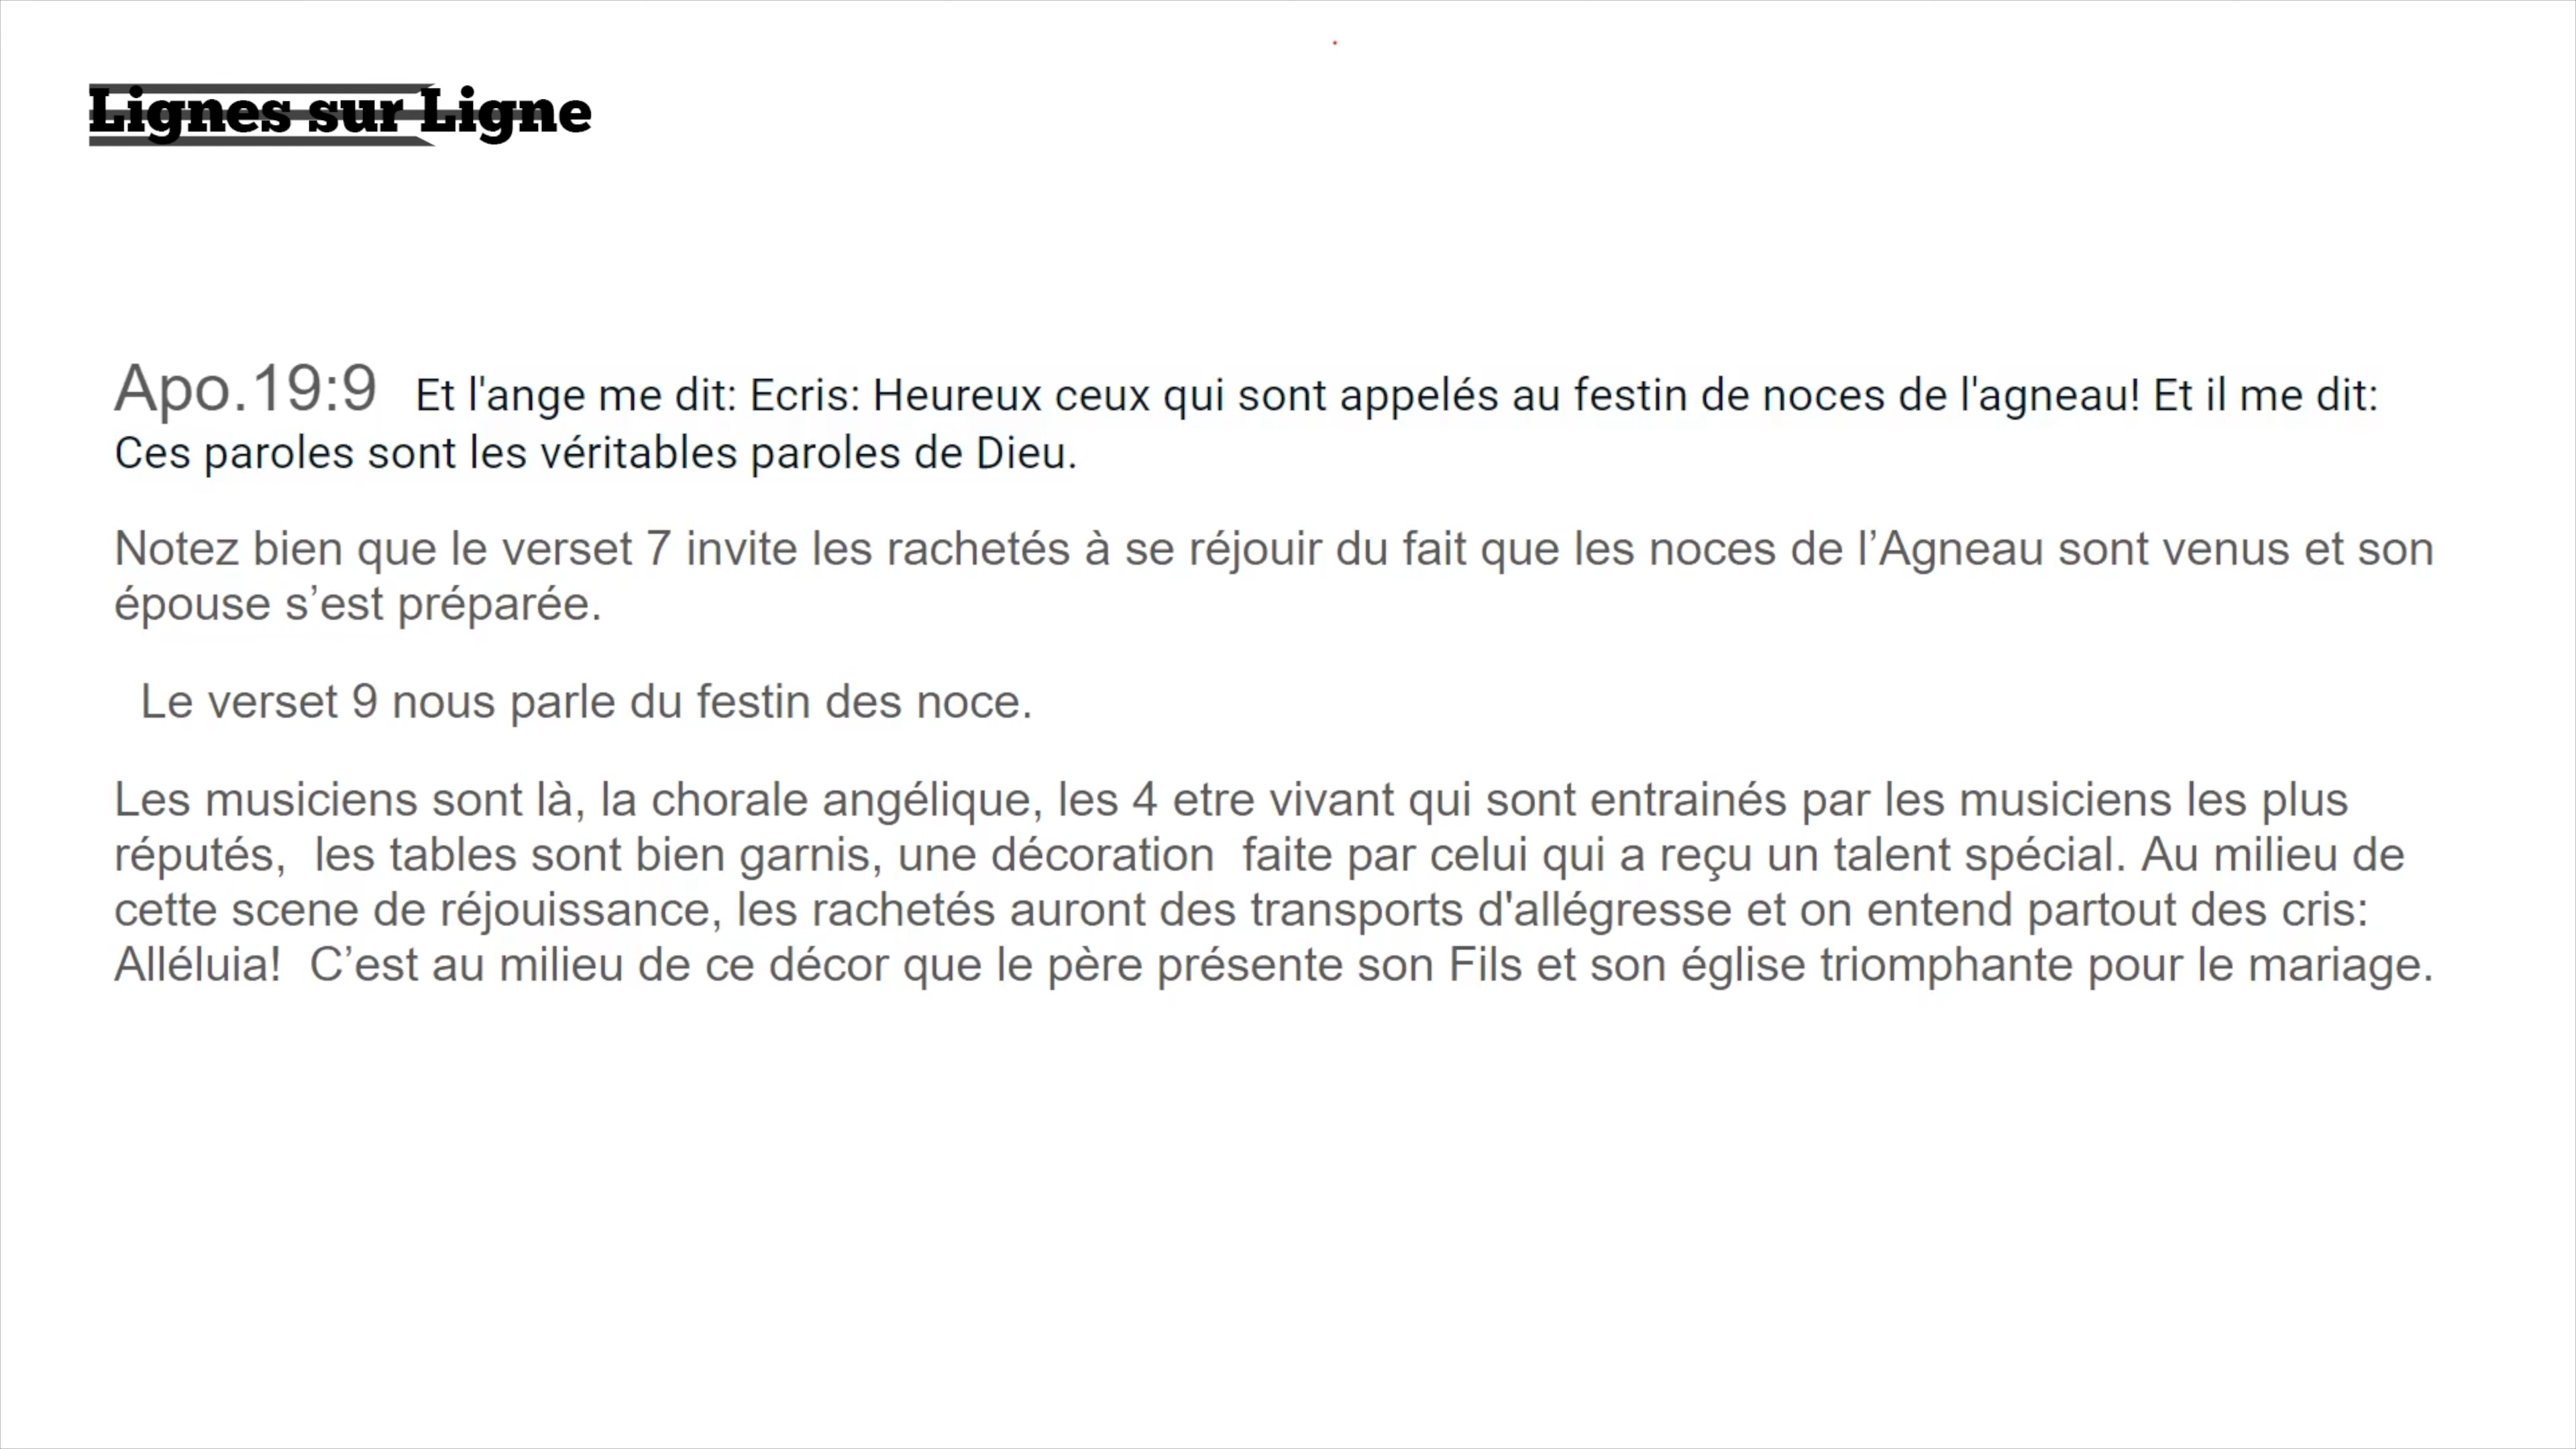 Lignes sur Ligne
Apo.19:9 Et l'ange me dit: Ecris: Heureux ceux qui sont appelés au festin de noces de l'agneau! Et il me dit:
Ces paroles sont les véritables paroles de Dieu.
Notez bien que le verset 7 invite les rachetés à se réjouir du fait que les noces de l’Agneau sont venus et son
épouse s’est préparée.
Le verset 9 nous parle du festin des noce.
Les musiciens sont là, la chorale angélique, les 4 etre vivant qui sont entrainés par les musiciens les plus
réputés, les tables sont bien garnis, une décoration faite par celui qui a reçu un talent spécial. Au milieu de
cette scene de réjouissance, les rachetés auront des transports d'allégresse et on entend partout des cris:
Alléluia! C’est au milieu de ce décor que le père présente son Fils et son église triomphante pour le mariage.